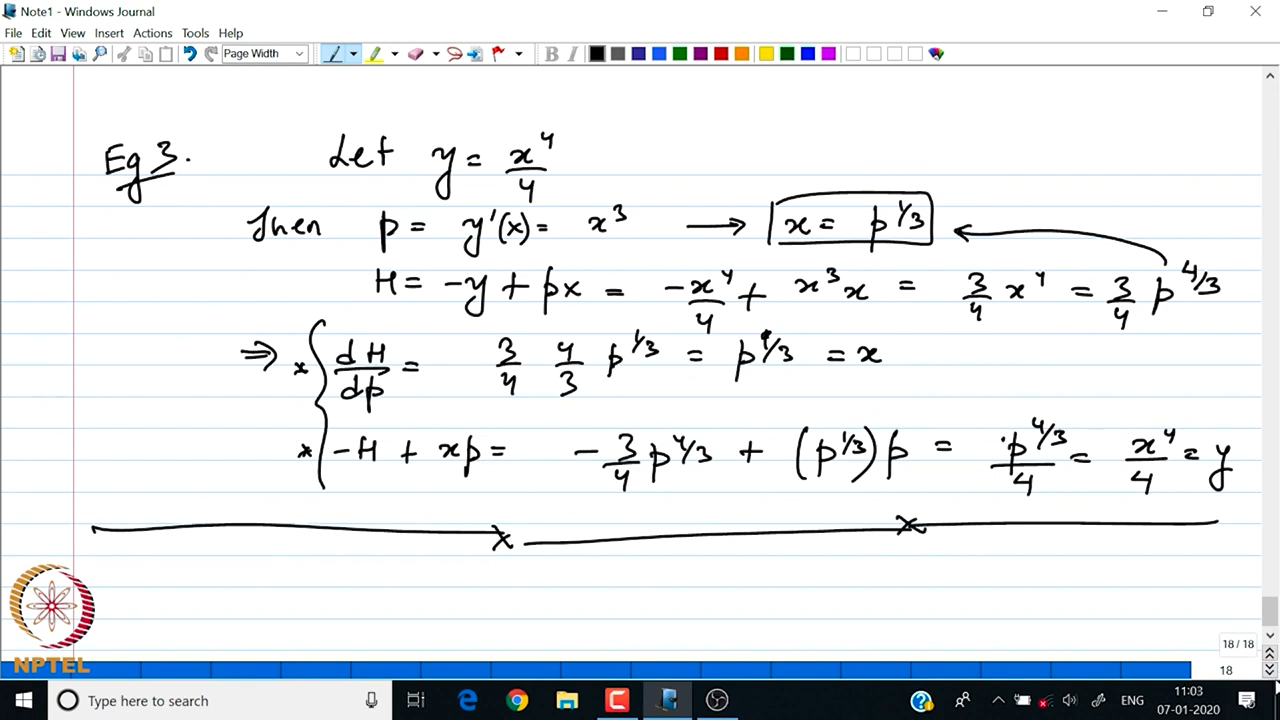 Note1 - Windows Journal
File Edit View Insert Actions Tools Help
Page Width B I
Eg 3. Let y = x^4/4
Then p = y'(x) = x^3 → x = p^1/3
H = -y + px = -x^4/4 + x^3 x = 3/4 x^4 = 3/4 p^4/3
⇒ * { dH/dp = 3/4 4/3 p^1/3 = p^1/3 = x
* -H + xp = -3/4 p^4/3 + (p^1/3) p = p^4/3/4 = x^4/4 = y
NPTEL
18 / 18
18
Type here to search
ENG
11:03
07-01-2020